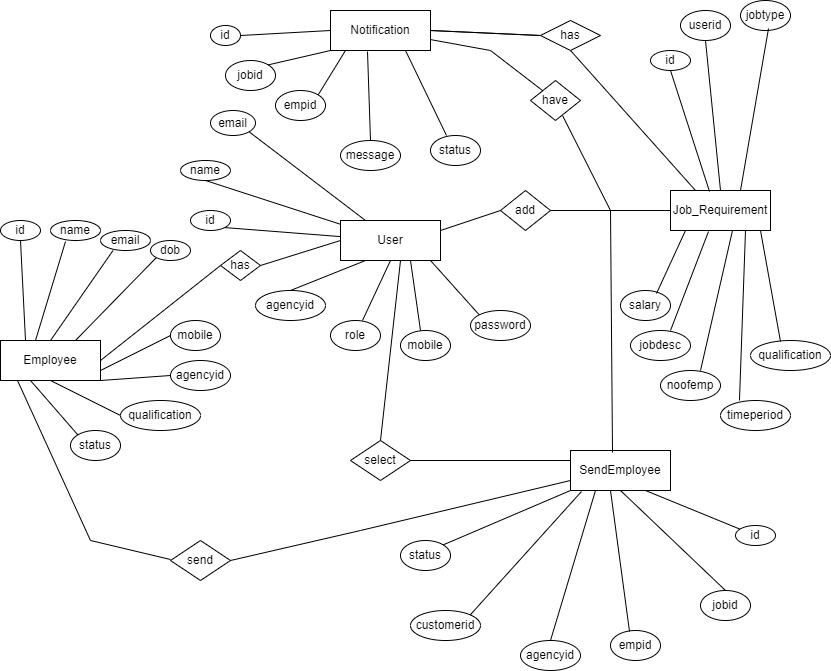 jobtype
userid
Notification
id
has
id
jobid
have
empid
email
message
status
name
id
add
Job_Requirement
User
id
name
email
dob
has
agencyid
salary
password
role
mobile
mobile
jobdesc
qualification
Employee
agencyid
noofemp
qualification
timeperiod
status
select
SendEmployee
id
status
send
jobid
customerid
empid
agencyid